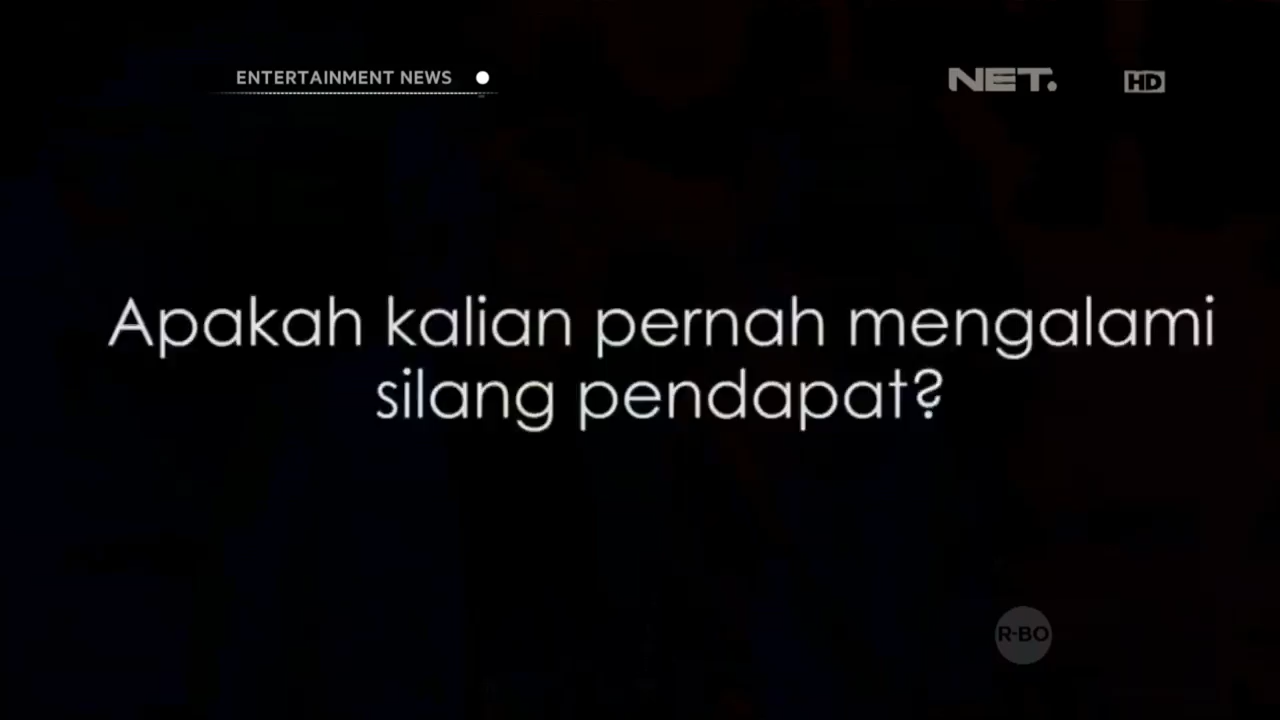 ENTERTAINMENT NEWS
NET.
HD
Apakah kalian pernah mengalami
silang pendapat?
R-BO